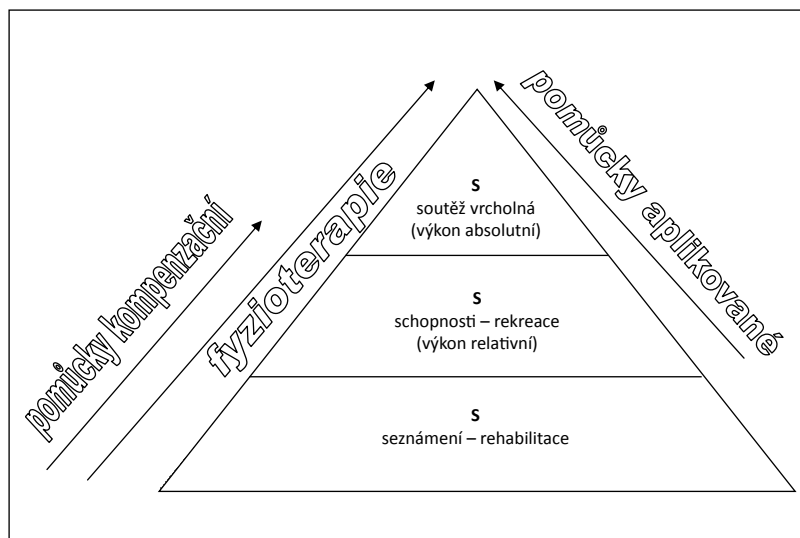 pomůcky kompenzační
fyzioterapie
pomůcky aplikované
S
soutěž vrcholná
(výkon absolutní)
S
schopnosti – rekreace
(výkon relativní)
S
seznámení – rehabilitace